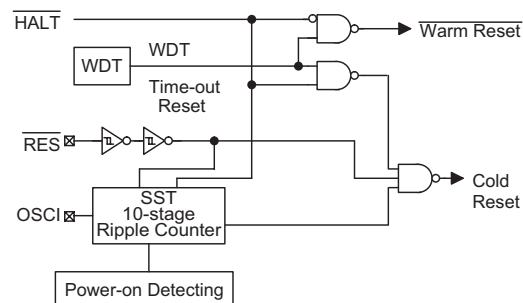 HALT
WDT
Warm Reset
WDT
Time-out
Reset
RES
SST
10-stage
Ripple Counter
OSCI
Cold
Reset
Power-on Detecting